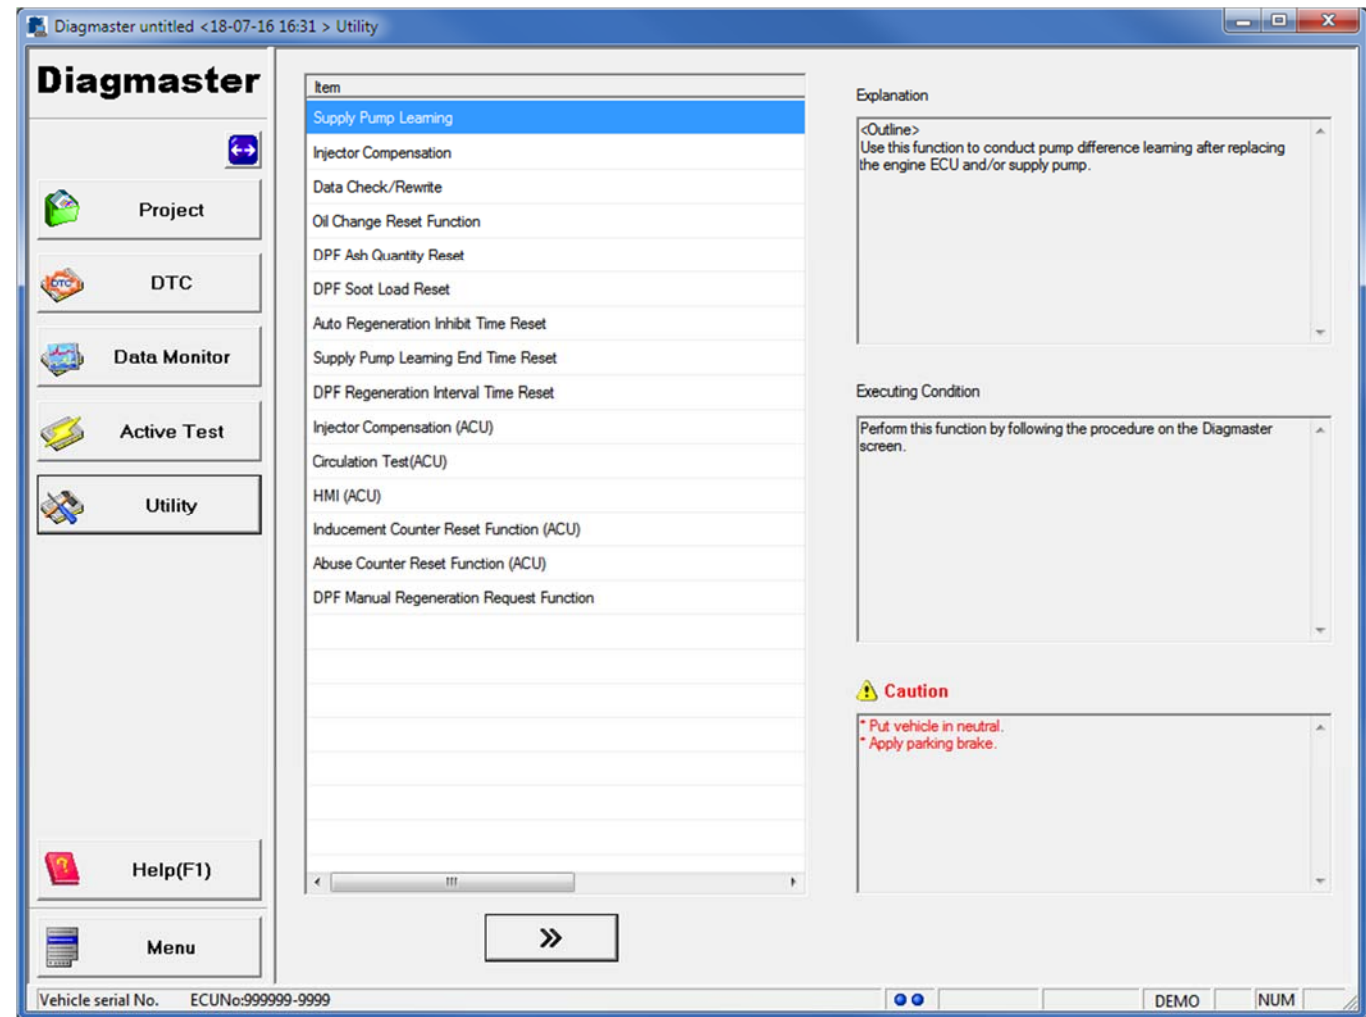 Diagmaster untitled <18-07-16 16:31 > Utility
Diagmaster
Project
DTC
DTC
Data Monitor
Active Test
Utility
Help(F1)
Menu
Item
Supply Pump Learning
Injector Compensation
Data Check/Rewrite
Oil Change Reset Function
DPF Ash Quantity Reset
DPF Soot Load Reset
Auto Regeneration Inhibit Time Reset
Supply Pump Learning End Time Reset
DPF Regeneration Interval Time Reset
Injector Compensation (ACU)
Circulation Test(ACU)
HMI (ACU)
Inducement Counter Reset Function (ACU)
Abuse Counter Reset Function (ACU)
DPF Manual Regeneration Request Function
Explanation
<Outline>
Use this function to conduct pump difference learning after replacing
the engine ECU and/or supply pump.
Executing Condition
Perform this function by following the procedure on the Diagmaster
screen.
Caution
* Put vehicle in neutral.
* Apply parking brake.
Vehicle serial No. ECUNo:999999-9999 DEMO NUM